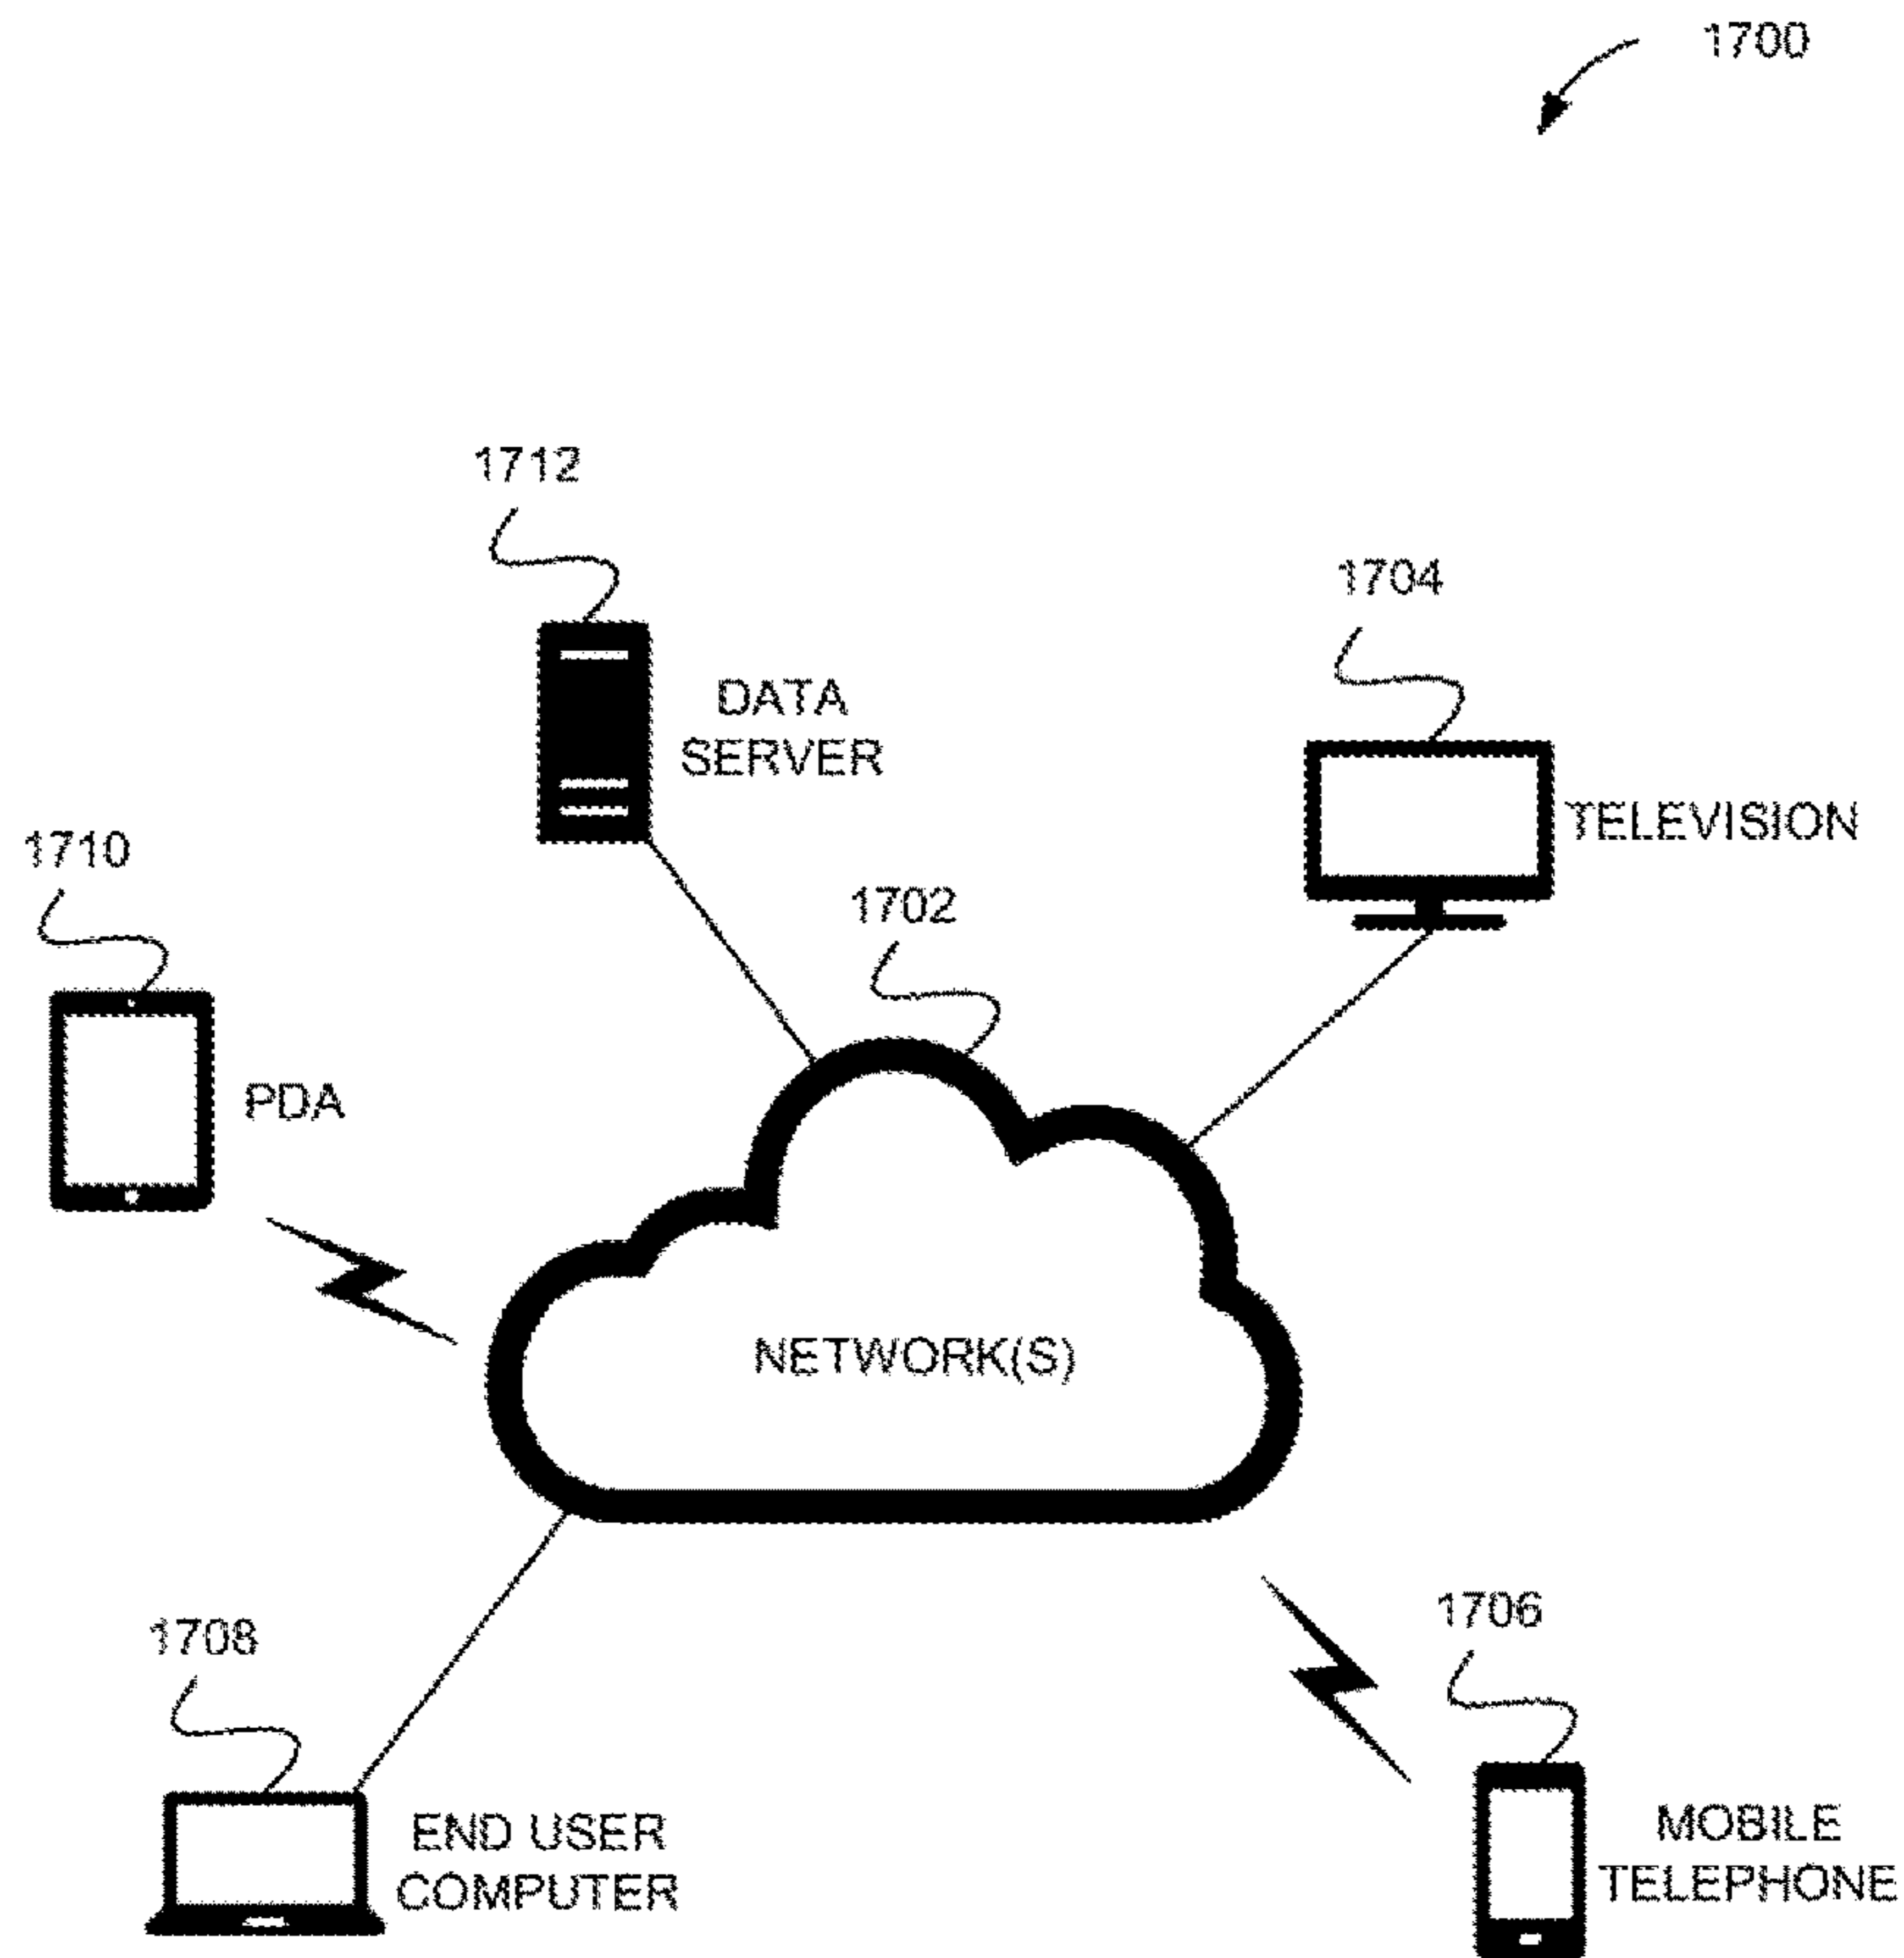 1700
1712
DATA
SERVER
1704
TELEVISION
1710
PDA
1702
NETWORK(S)
1708
END USER
COMPUTER
1706
MOBILE
TELEPHONE